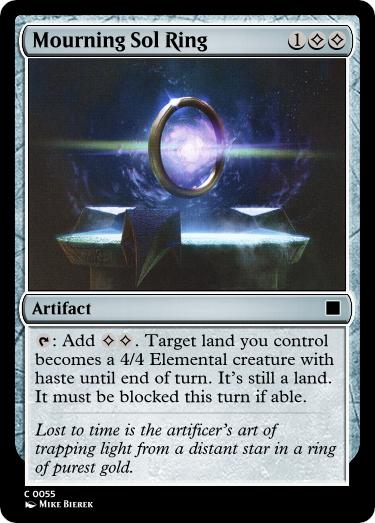 Mourning Sol Ring 1
: Add . Target land you control
becomes a 4/4 Elemental creature with
haste until end of turn. It's still a land.
It must be blocked this turn if able.
Lost to time is the artificer's art of
trapping light from a distant star in a ring
of purest gold.
Artifact
C 0055
Mike Bierek